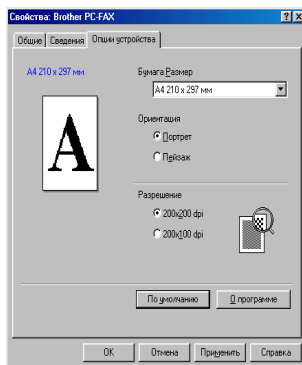 Свойства: Brother PC-FAX
Общие Сведения Опции устройства
A4 210 x 297 мм
Бумага Размер
A4 210 x 297 мм
Ориентация
Портрет
Пейзаж
A
Разрешение
200x200 dpi
200x100 dpi
По умолчанию О программе
OK Отмена Применить Справка